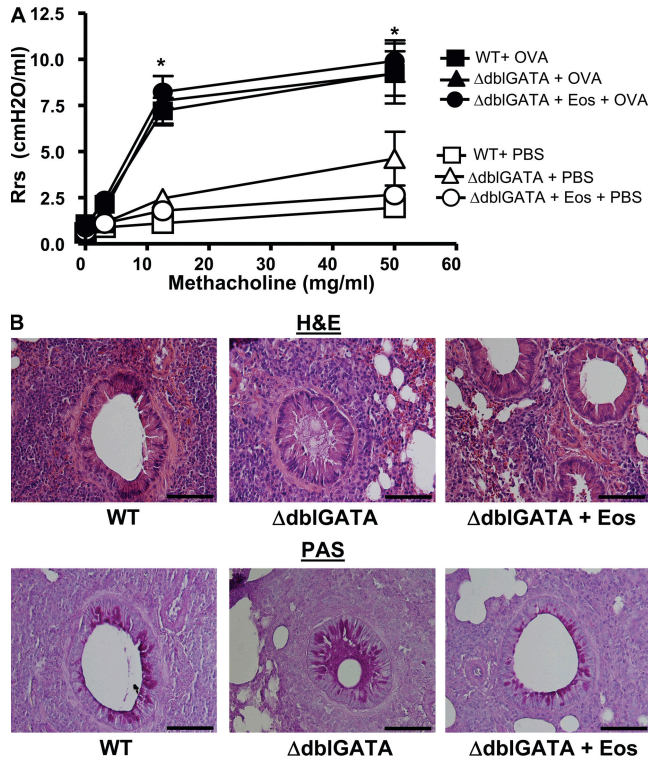 A
Rrs (cmH2O/ml)
10.0
7.5
5.0
2.5
0.0
0 10 20 30 40 50 60
Methacholine (mg/ml)
*
*
WT+ OVA
ΔdblGATA + OVA
ΔdblGATA + Eos + OVA
WT+ PBS
ΔdblGATA + PBS
ΔdblGATA + Eos + PBS
B
H&E
WT ΔdblGATA ΔdblGATA + Eos
PAS
WT ΔdblGATA ΔdblGATA + Eos